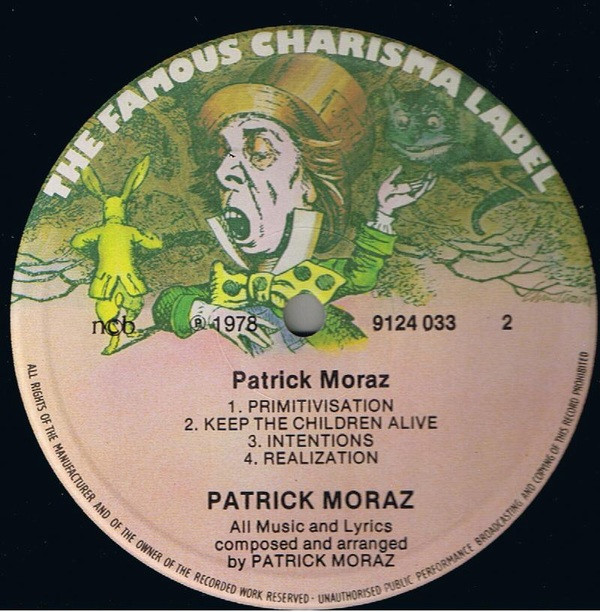 THE FAMOUS CHARISMA LABEL
ncb ℗ 1978 9124 033 2
Patrick Moraz
1. PRIMITIVISATION
2. KEEP THE CHILDREN ALIVE
3. INTENTIONS
4. REALIZATION
PATRICK MORAZ
All Music and Lyrics
composed and arranged
by PATRICK MORAZ
ALL RIGHTS OF THE MANUFACTURER AND OF THE OWNER OF THE RECORDED WORK RESERVED · UNAUTHORISED PUBLIC PERFORMANCE BROADCASTING AND COPYING OF THIS RECORD PROHIBITED